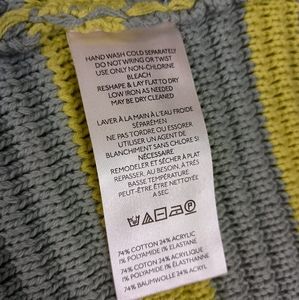 HAND WASH COLD SEPARATELY
DO NOT WRING OR TWIST
USE ONLY NON-CHLORINE
BLEACH
RESHAPE & LAY FLAT TO DRY
LOW IRON AS NEEDED
MAY BE DRY CLEANED
LAVER À LA MAIN À L'EAU FROIDE
SÉPARÉMEN
NE PAS TORDRE OU ESSORER
UTILISER UN AGENT DE
BLANCHIMENT SANS CHLORE SI
NÉCESSAIRE
REMODELER ET SÉCHER À PLAT
REPASSER, AU BESOIN, À TRÈS
BASSE TEMPÉRATURE
PEUT-ÊTRE ÊTRE NETTOYÉE
A SEC
74% COTTON 24% ACRYLIC
1% POLYAMIDE 1% ELASTANE
74% COTON 24% ACRYLIQUE
1% POLYAMIDE 1% ÉLASTHANNE
74% BAUMWOLLE 24% ACRYL